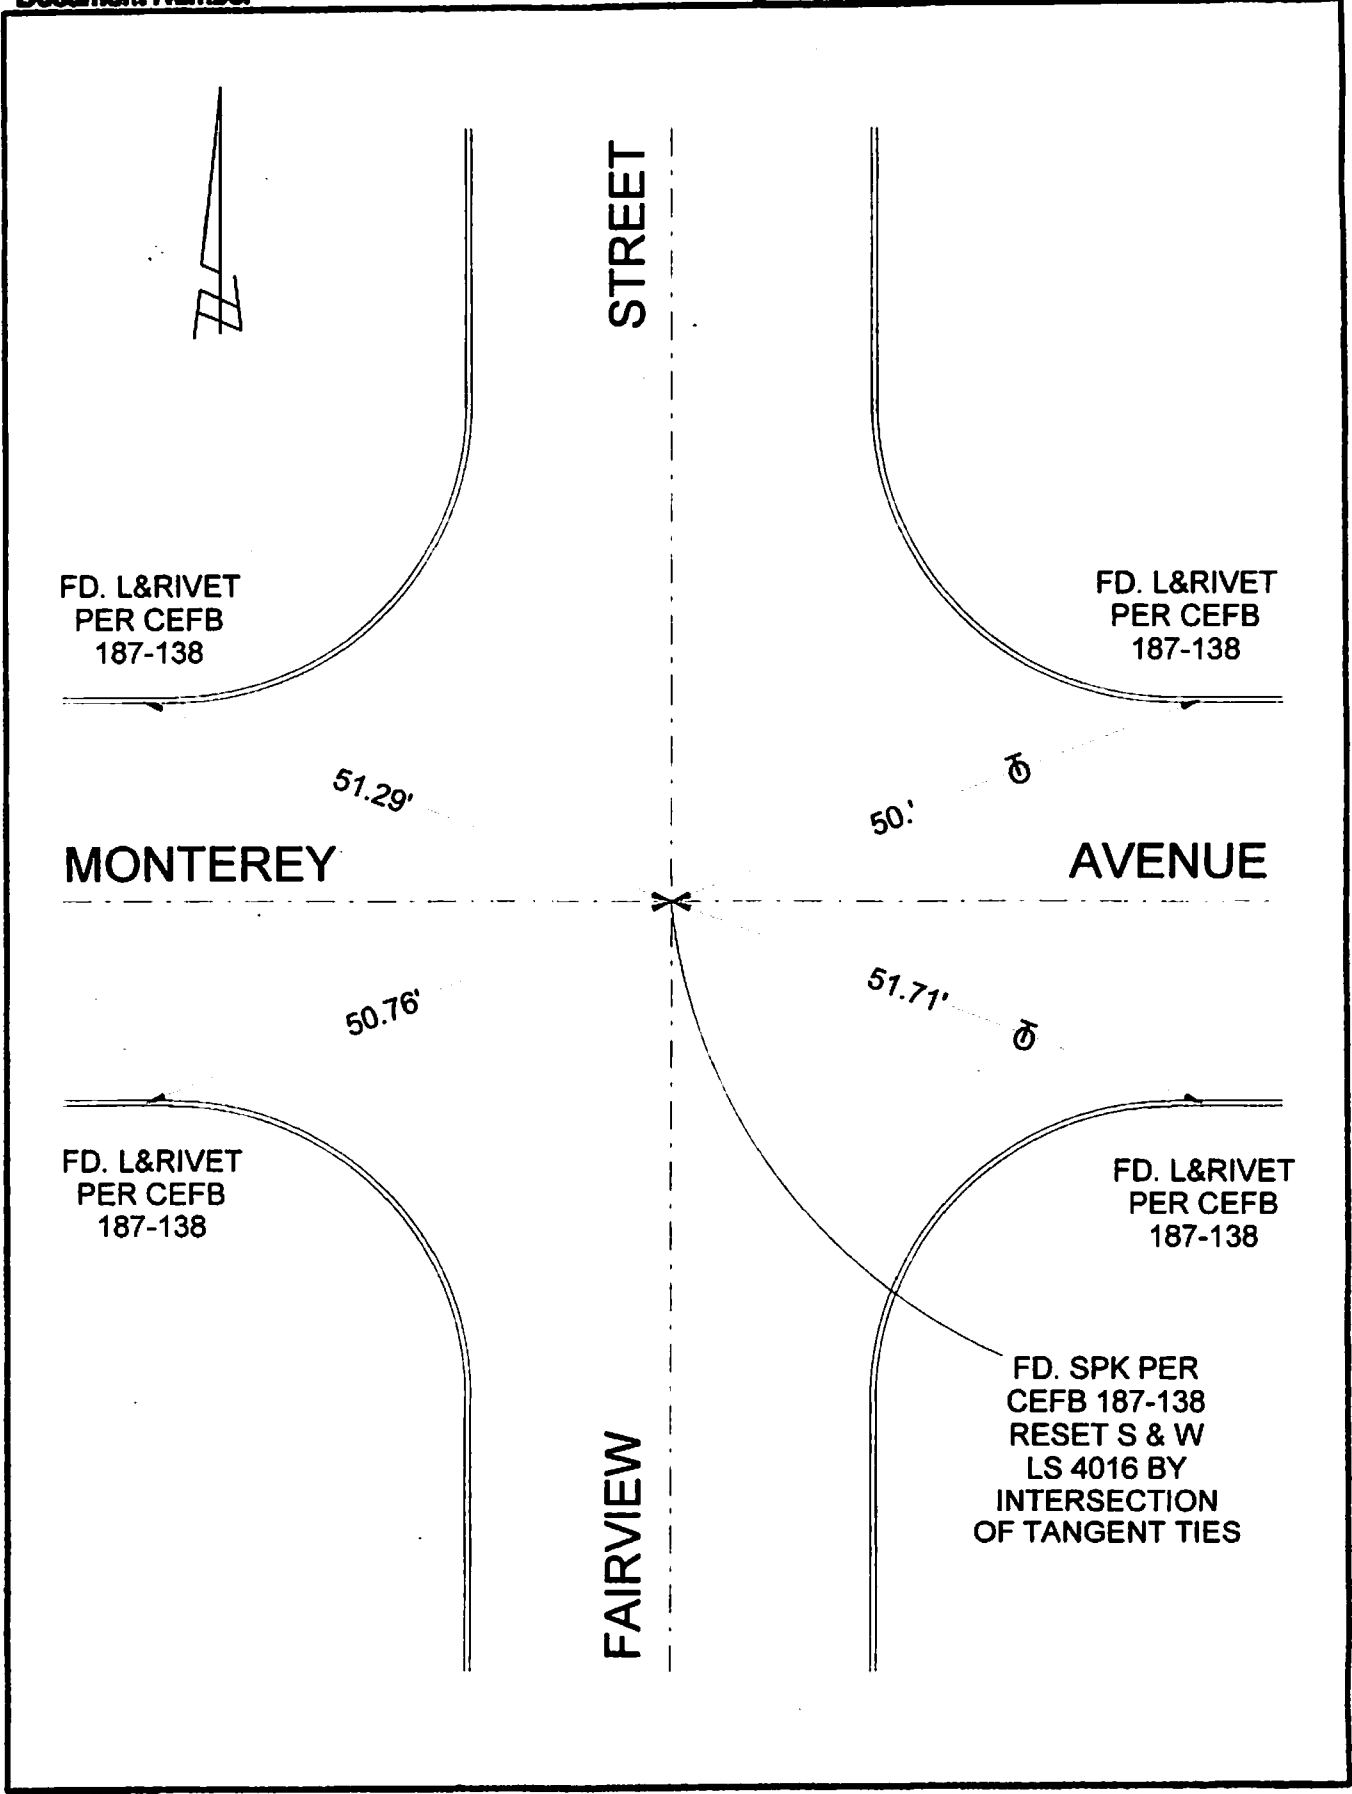 STREET
FD. L&RIVET
PER CEFB
187-138
FD. L&RIVET
PER CEFB
187-138
51.29'
50.'
MONTEREY
AVENUE
50.76'
51.71'
FD. L&RIVET
PER CEFB
187-138
FD. L&RIVET
PER CEFB
187-138
FD. SPK PER
CEFB 187-138
RESET S & W
LS 4016 BY
INTERSECTION
OF TANGENT TIES
FAIRVIEW